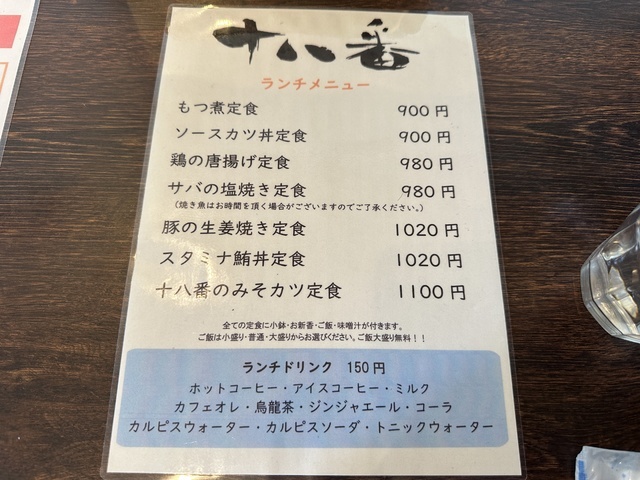 十八番
ランチメニュー
もつ煮定食 900円
ソースカツ丼定食 900円
鶏の唐揚げ定食 980円
サバの塩焼き定食 980円
(焼き魚はお時間を頂く場合がございますのでご了承ください。)
豚の生姜焼き定食 1020円
スタミナ鮪丼定食 1020円
十八番のみそカツ定食 1100円
全ての定食に小鉢・お新香・ご飯・味噌汁が付きます。
ご飯は小盛り・普通・大盛りからお選びください。ご飯大盛り無料！！
ランチドリンク 150円
ホットコーヒー・アイスコーヒー・ミルク
カフェオレ・烏龍茶・ジンジャエール・コーラ
カルピスウォーター・カルピスソーダ・トニックウォーター